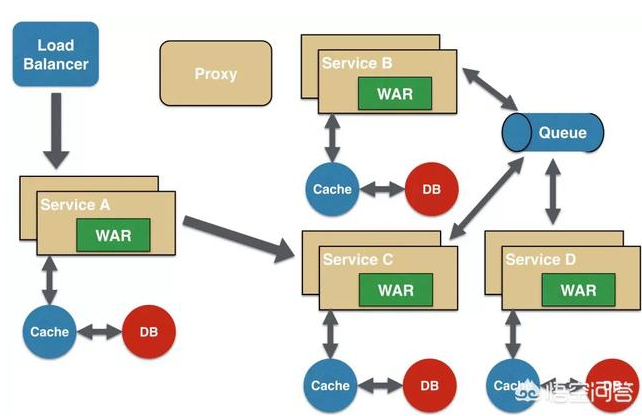 Load
Balancer
Proxy
Service B
WAR
Queue
Cache
DB
Service A
WAR
Service C
WAR
Service D
WAR
Cache
DB
Cache
DB
Cache
DB
悟空问答